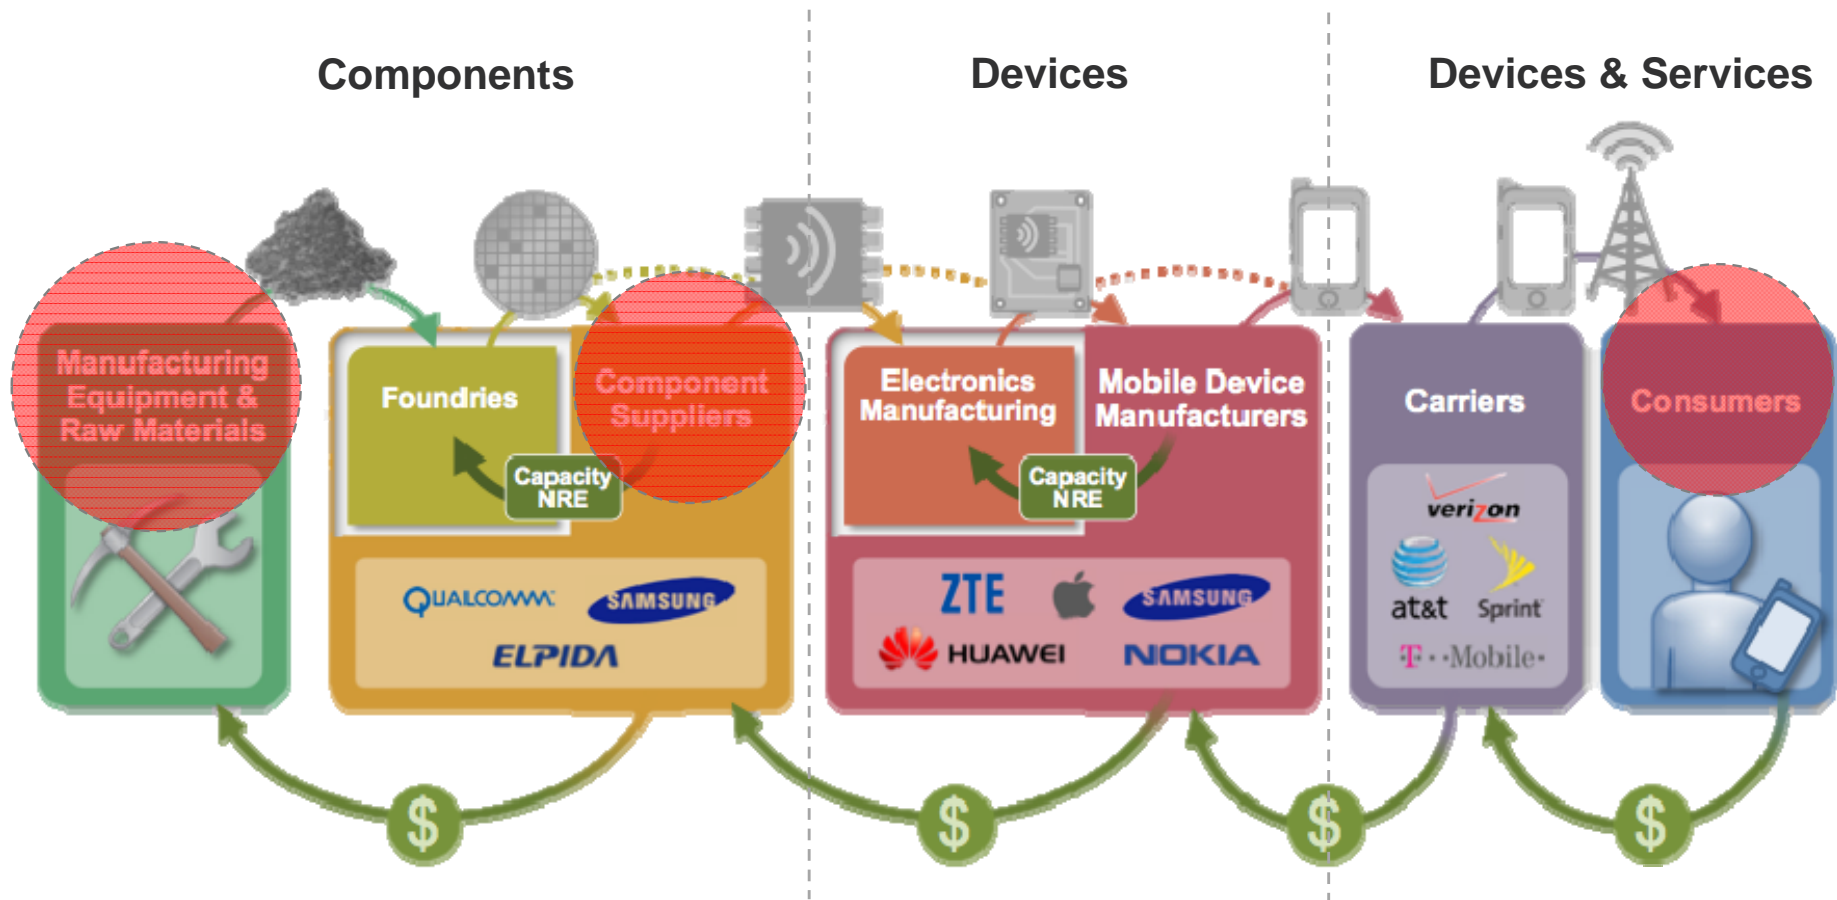 Components
Devices
Devices & Services
Manufacturing
Equipment &
Raw Materials
Foundries
Component
Suppliers
Capacity
NRE
QUALCOMM
SAMSUNG
ELPIDA
Electronics
Manufacturing
Mobile Device
Manufacturers
Capacity
NRE
ZTE
SAMSUNG
HUAWEI
NOKIA
Carriers
verizon
at&t
Sprint
T··Mobile·
Consumers
$
$
$
$